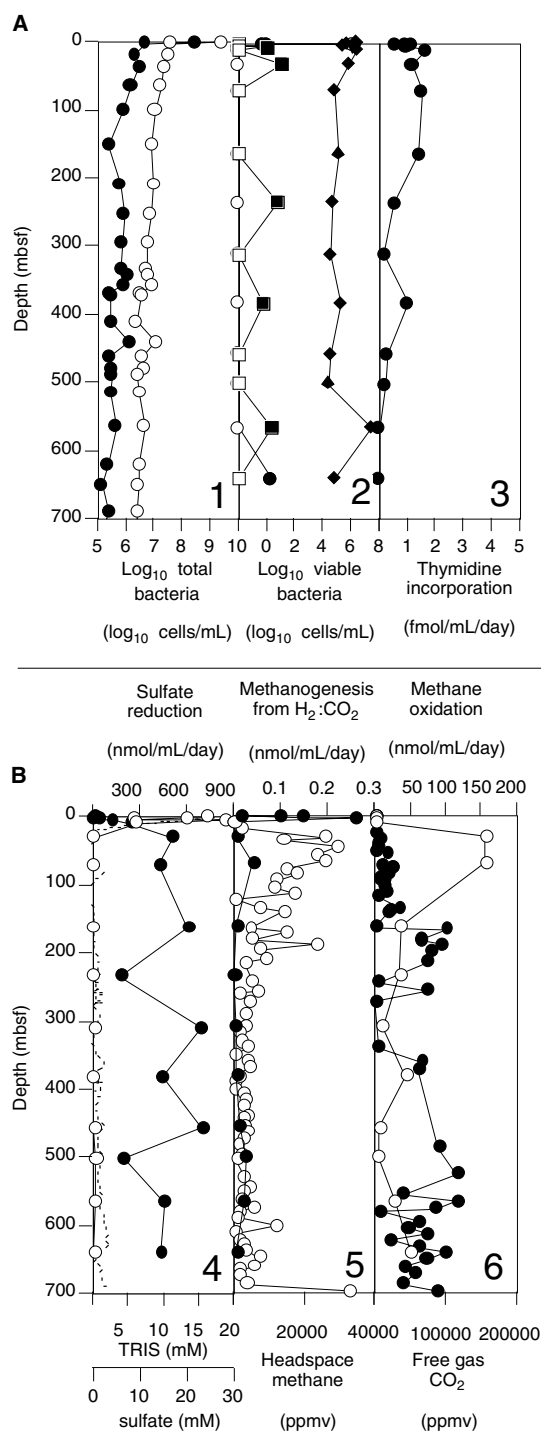 A
Depth (mbsf)
0
100
200
300
400
500
600
700
1 2 3
5 6 7 8 9 10 0 2 4 6 8 0 1 2 3 4 5
Log10 total Log10 viable Thymidine
bacteria bacteria incorporation
(log10 cells/mL) (log10 cells/mL) (fmol/mL/day)
Sulfate Methanogenesis Methane
reduction from H2:CO2 oxidation
(nmol/mL/day) (nmol/mL/day) (nmol/mL/day)
B
300 600 900 0.1 0.2 0.3 50 100 150 200
Depth (mbsf)
0
100
200
300
400
500
600
700
4 5 6
5 10 15 20 20000 40000 100000 200000
TRIS (mM) Headspace Free gas
methane CO2
0 10 20 30
sulfate (mM) (ppmv) (ppmv)